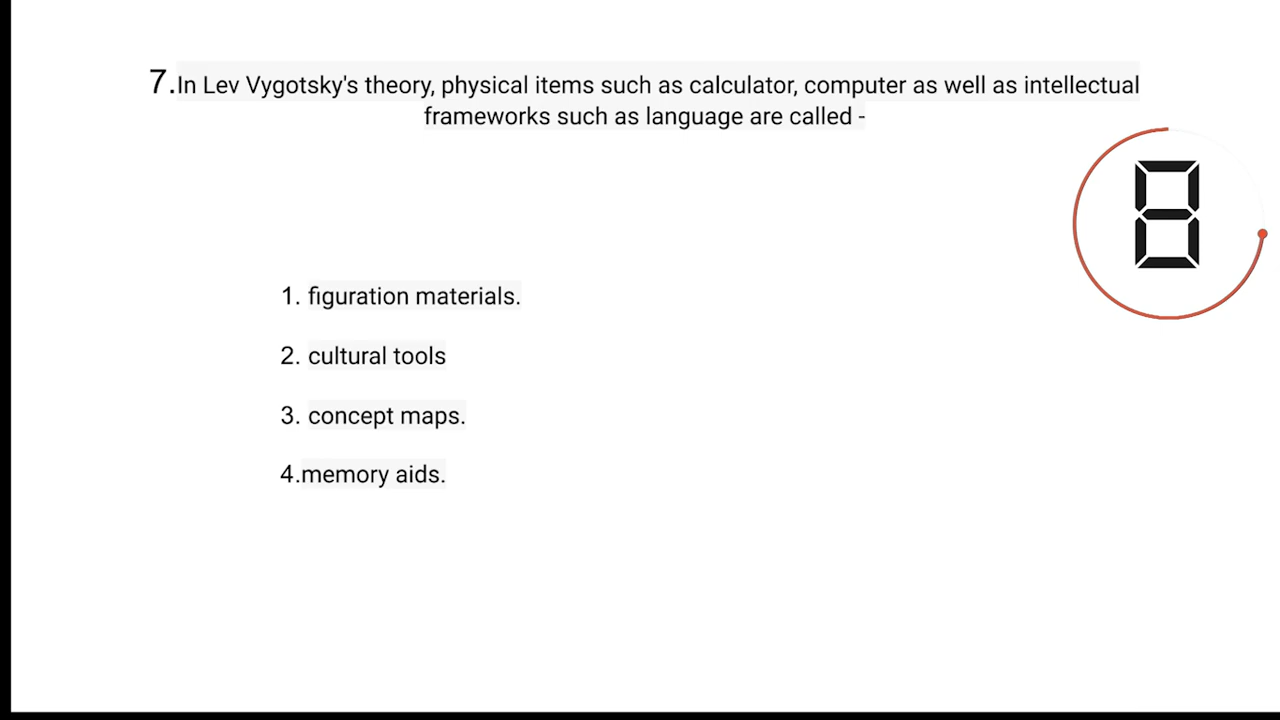 7.In Lev Vygotsky's theory, physical items such as calculator, computer as well as intellectual
frameworks such as language are called -
8
1. figuration materials.
2. cultural tools
3. concept maps.
4.memory aids.